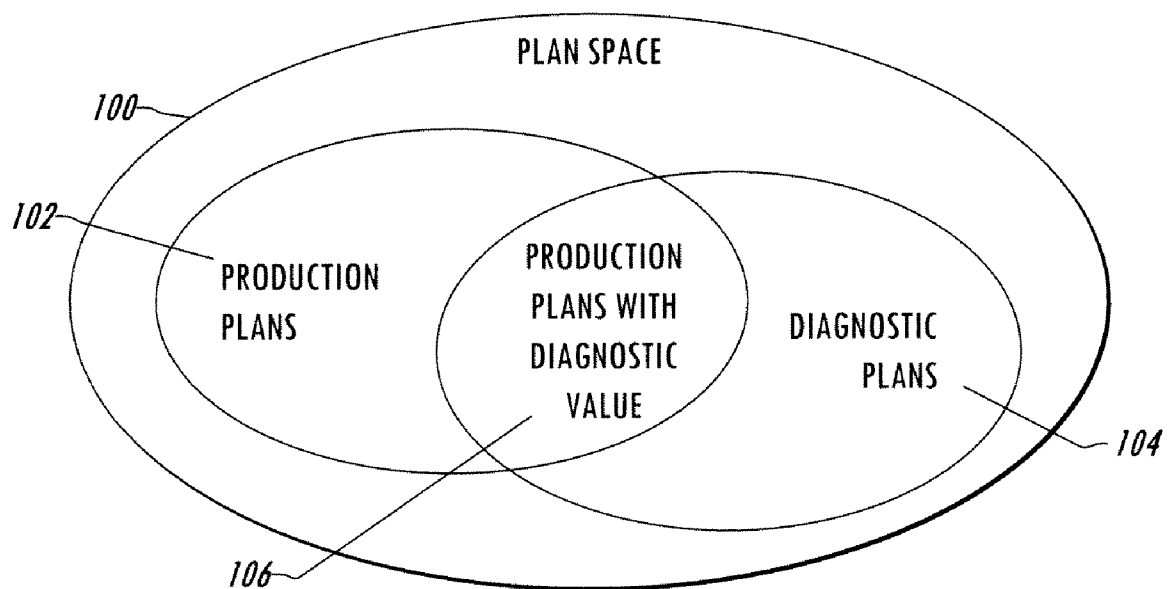 PLAN SPACE
100
102
PRODUCTION
PLANS
PRODUCTION
PLANS WITH
DIAGNOSTIC
VALUE
DIAGNOSTIC
PLANS
104
106